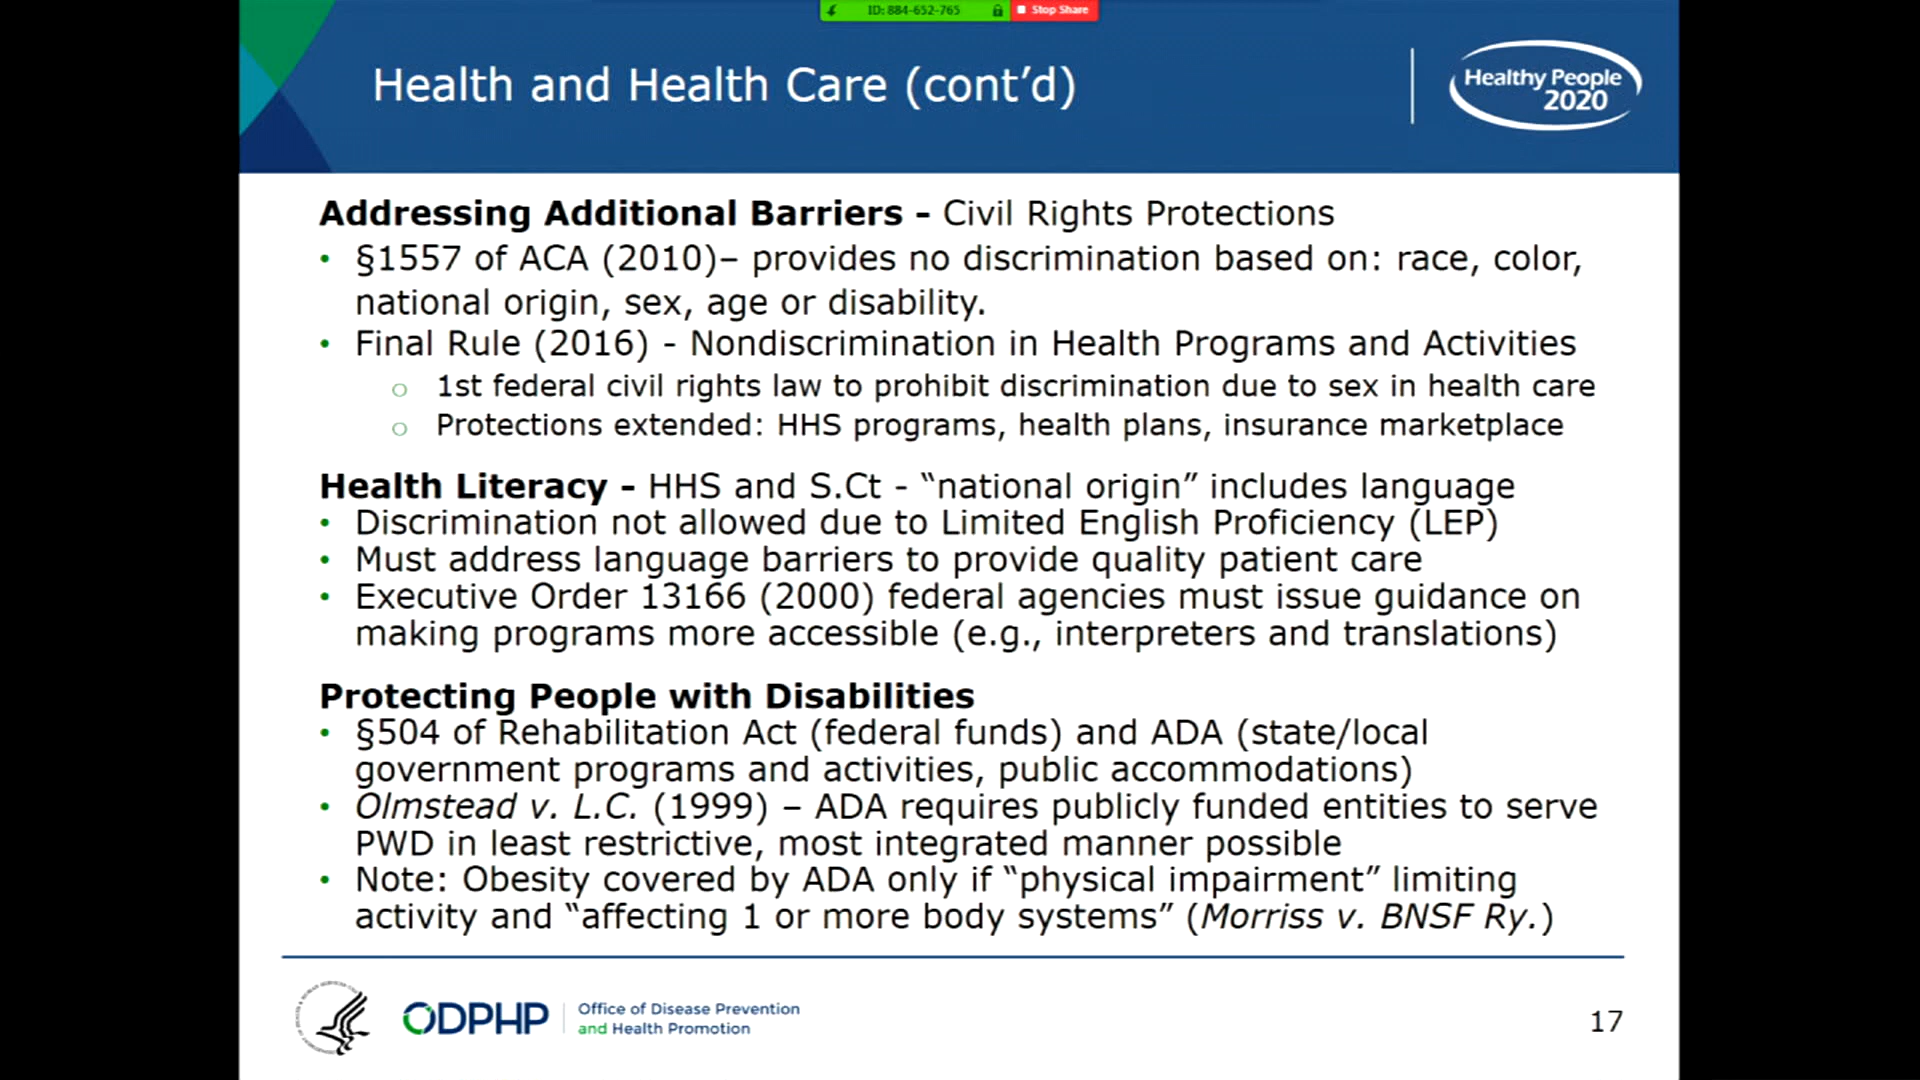 ID: 884-652-765
Stop Share
Health and Health Care (cont’d)
Healthy People
2020
Addressing Additional Barriers - Civil Rights Protections
• §1557 of ACA (2010)– provides no discrimination based on: race, color,
national origin, sex, age or disability.
• Final Rule (2016) - Nondiscrimination in Health Programs and Activities
o 1st federal civil rights law to prohibit discrimination due to sex in health care
o Protections extended: HHS programs, health plans, insurance marketplace
Health Literacy - HHS and S.Ct - “national origin” includes language
• Discrimination not allowed due to Limited English Proficiency (LEP)
• Must address language barriers to provide quality patient care
• Executive Order 13166 (2000) federal agencies must issue guidance on
making programs more accessible (e.g., interpreters and translations)
Protecting People with Disabilities
• §504 of Rehabilitation Act (federal funds) and ADA (state/local
government programs and activities, public accommodations)
• Olmstead v. L.C. (1999) – ADA requires publicly funded entities to serve
PWD in least restrictive, most integrated manner possible
• Note: Obesity covered by ADA only if “physical impairment” limiting
activity and “affecting 1 or more body systems” (Morriss v. BNSF Ry.)
ODPHP
Office of Disease Prevention
and Health Promotion
17